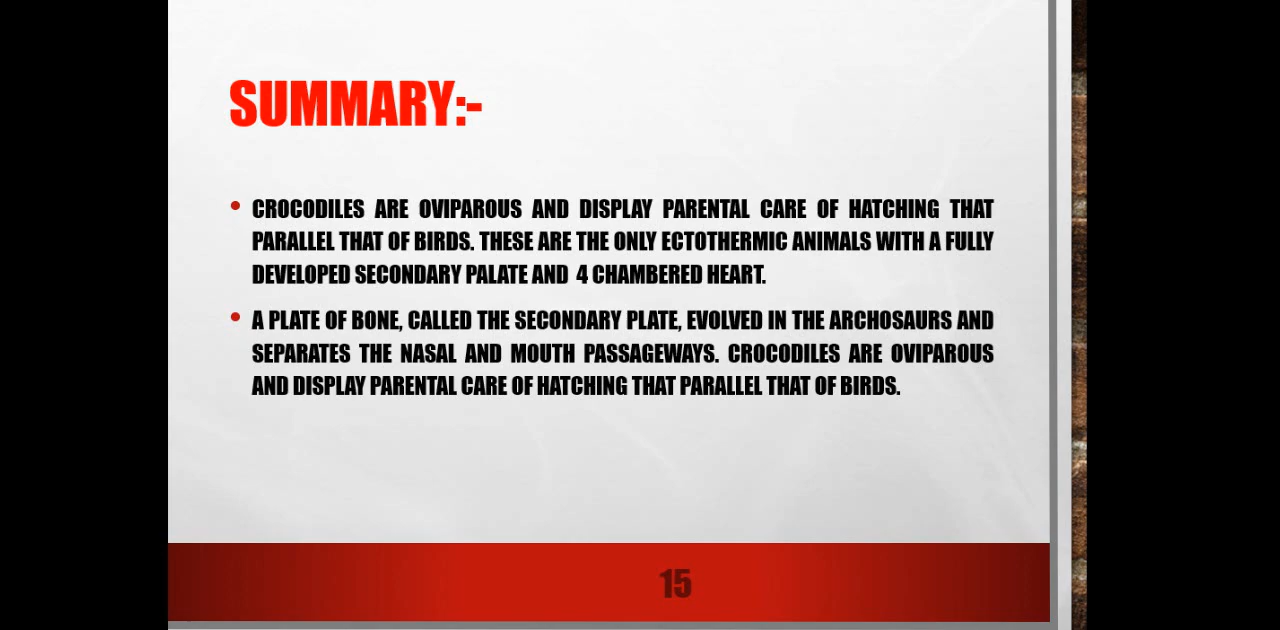 SUMMARY:-
• CROCODILES ARE OVIPAROUS AND DISPLAY PARENTAL CARE OF HATCHING THAT
PARALLEL THAT OF BIRDS. THESE ARE THE ONLY ECTOTHERMIC ANIMALS WITH A FULLY
DEVELOPED SECONDARY PALATE AND 4 CHAMBERED HEART.
• A PLATE OF BONE, CALLED THE SECONDARY PLATE, EVOLVED IN THE ARCHOSAURS AND
SEPARATES THE NASAL AND MOUTH PASSAGEWAYS. CROCODILES ARE OVIPAROUS
AND DISPLAY PARENTAL CARE OF HATCHING THAT PARALLEL THAT OF BIRDS.
15